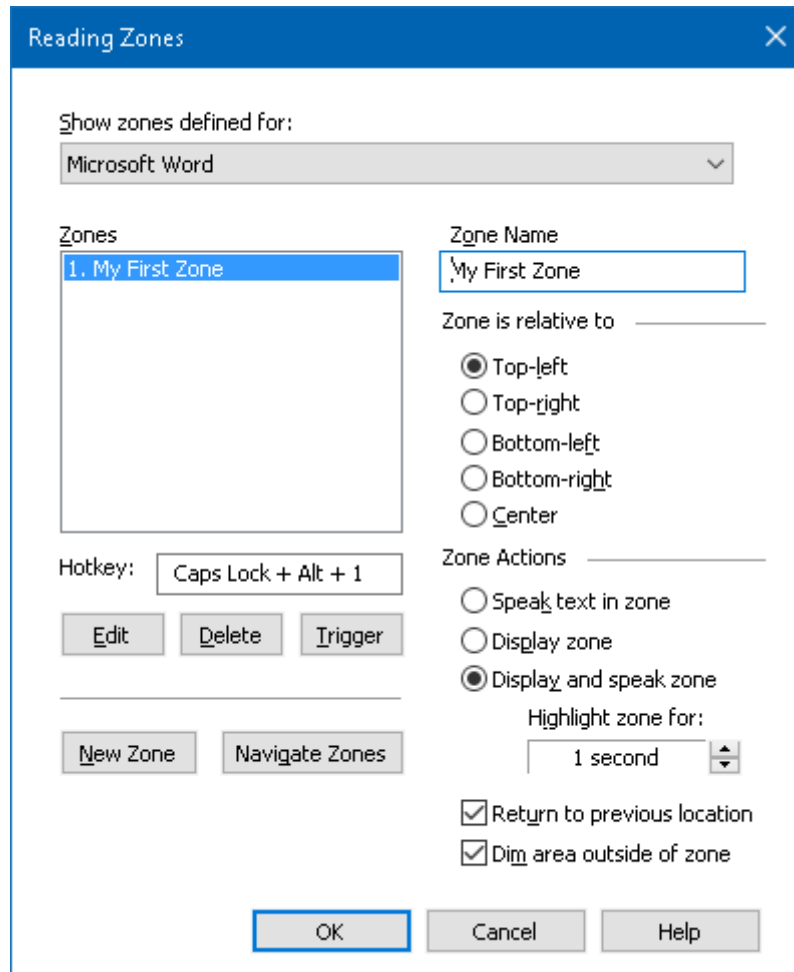 Reading Zones
Show zones defined for:
Microsoft Word
Zones
1. My First Zone
Hotkey: Caps Lock + Alt + 1
Edit Delete Trigger
New Zone Navigate Zones
Zone Name
My First Zone
Zone is relative to
Top-left
Top-right
Bottom-left
Bottom-right
Center
Zone Actions
Speak text in zone
Display zone
Display and speak zone
Highlight zone for:
1 second
Return to previous location
Dim area outside of zone
OK Cancel Help